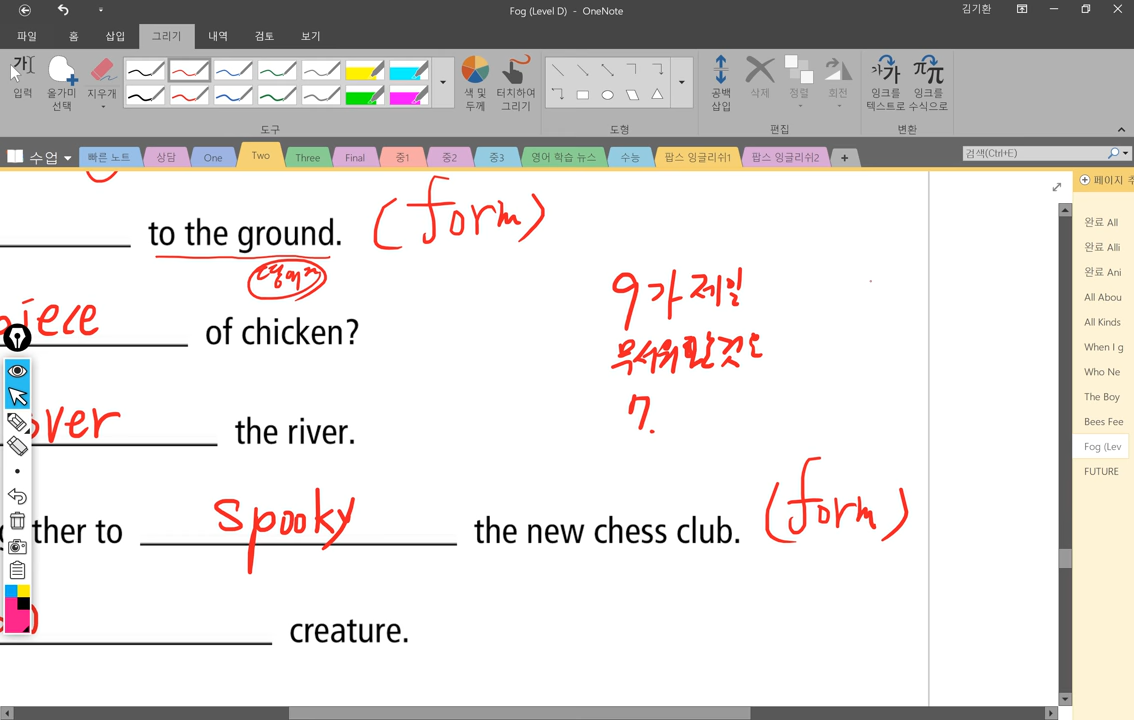 Fog (Level D) - OneNote
김기환
파일 홈 삽입 그리기 내역 검토 보기
입력
올가미 선택
지우개
색 및 두께
터치하여 그리기
공백 삽입
삭제
정렬
회전
잉크를 텍스트로
잉크를 수식으로
도구
도형
편집
변환
수업 빠른 노트 상담 One Two Three Final 중1 중2 중3 영어 학습 뉴스 수능 팝스 잉글리쉬1 팝스 잉글리쉬2
검색(Ctrl+E)
페이지 추
완료 All
완료 Alli
완료 Ani
All Abou
All Kinds
When I g
Who Ne
The Boy
Bees Fee
Fog (Lev
FUTURE
to the ground. (form)
piece of chicken?
9가 제일
무서워하는 것은
?
over the river.
ther to spooky the new chess club. (form)
creature.